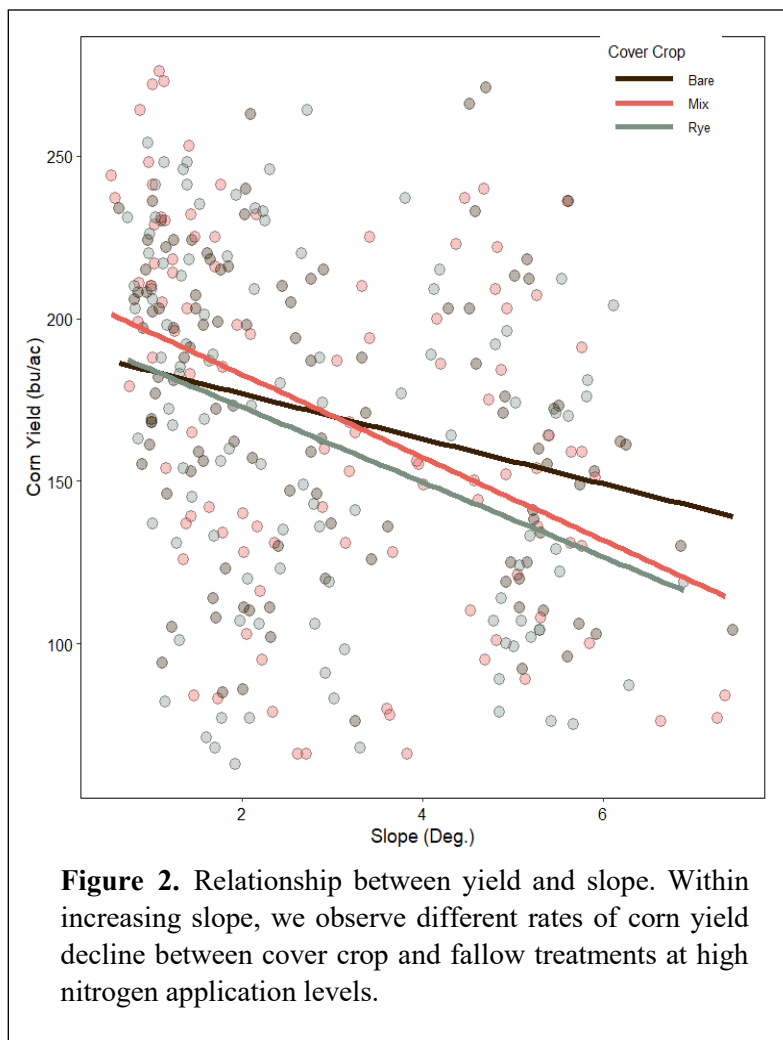 Cover Crop
Bare
Mix
Rye
Corn Yield (bu/ac)
250
200
150
100
2 4 6
Slope (Deg.)
Figure 2. Relationship between yield and slope. Within
increasing slope, we observe different rates of corn yield
decline between cover crop and fallow treatments at high
nitrogen application levels.